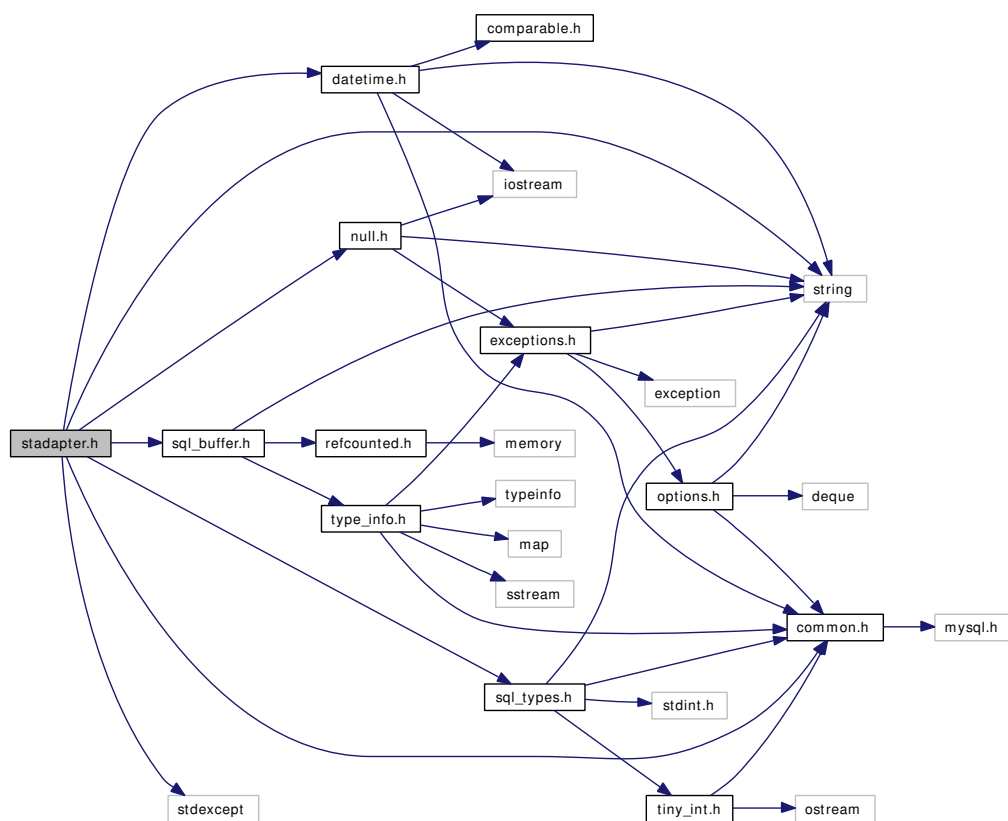 comparable.h
datetime.h
iostream
null.h
string
exceptions.h
exception
stadapter.h
sql_buffer.h
refcounted.h
memory
typeinfo
options.h
deque
type_info.h
map
sstream
common.h
mysql.h
sql_types.h
stdint.h
stdexcept
tiny_int.h
ostream